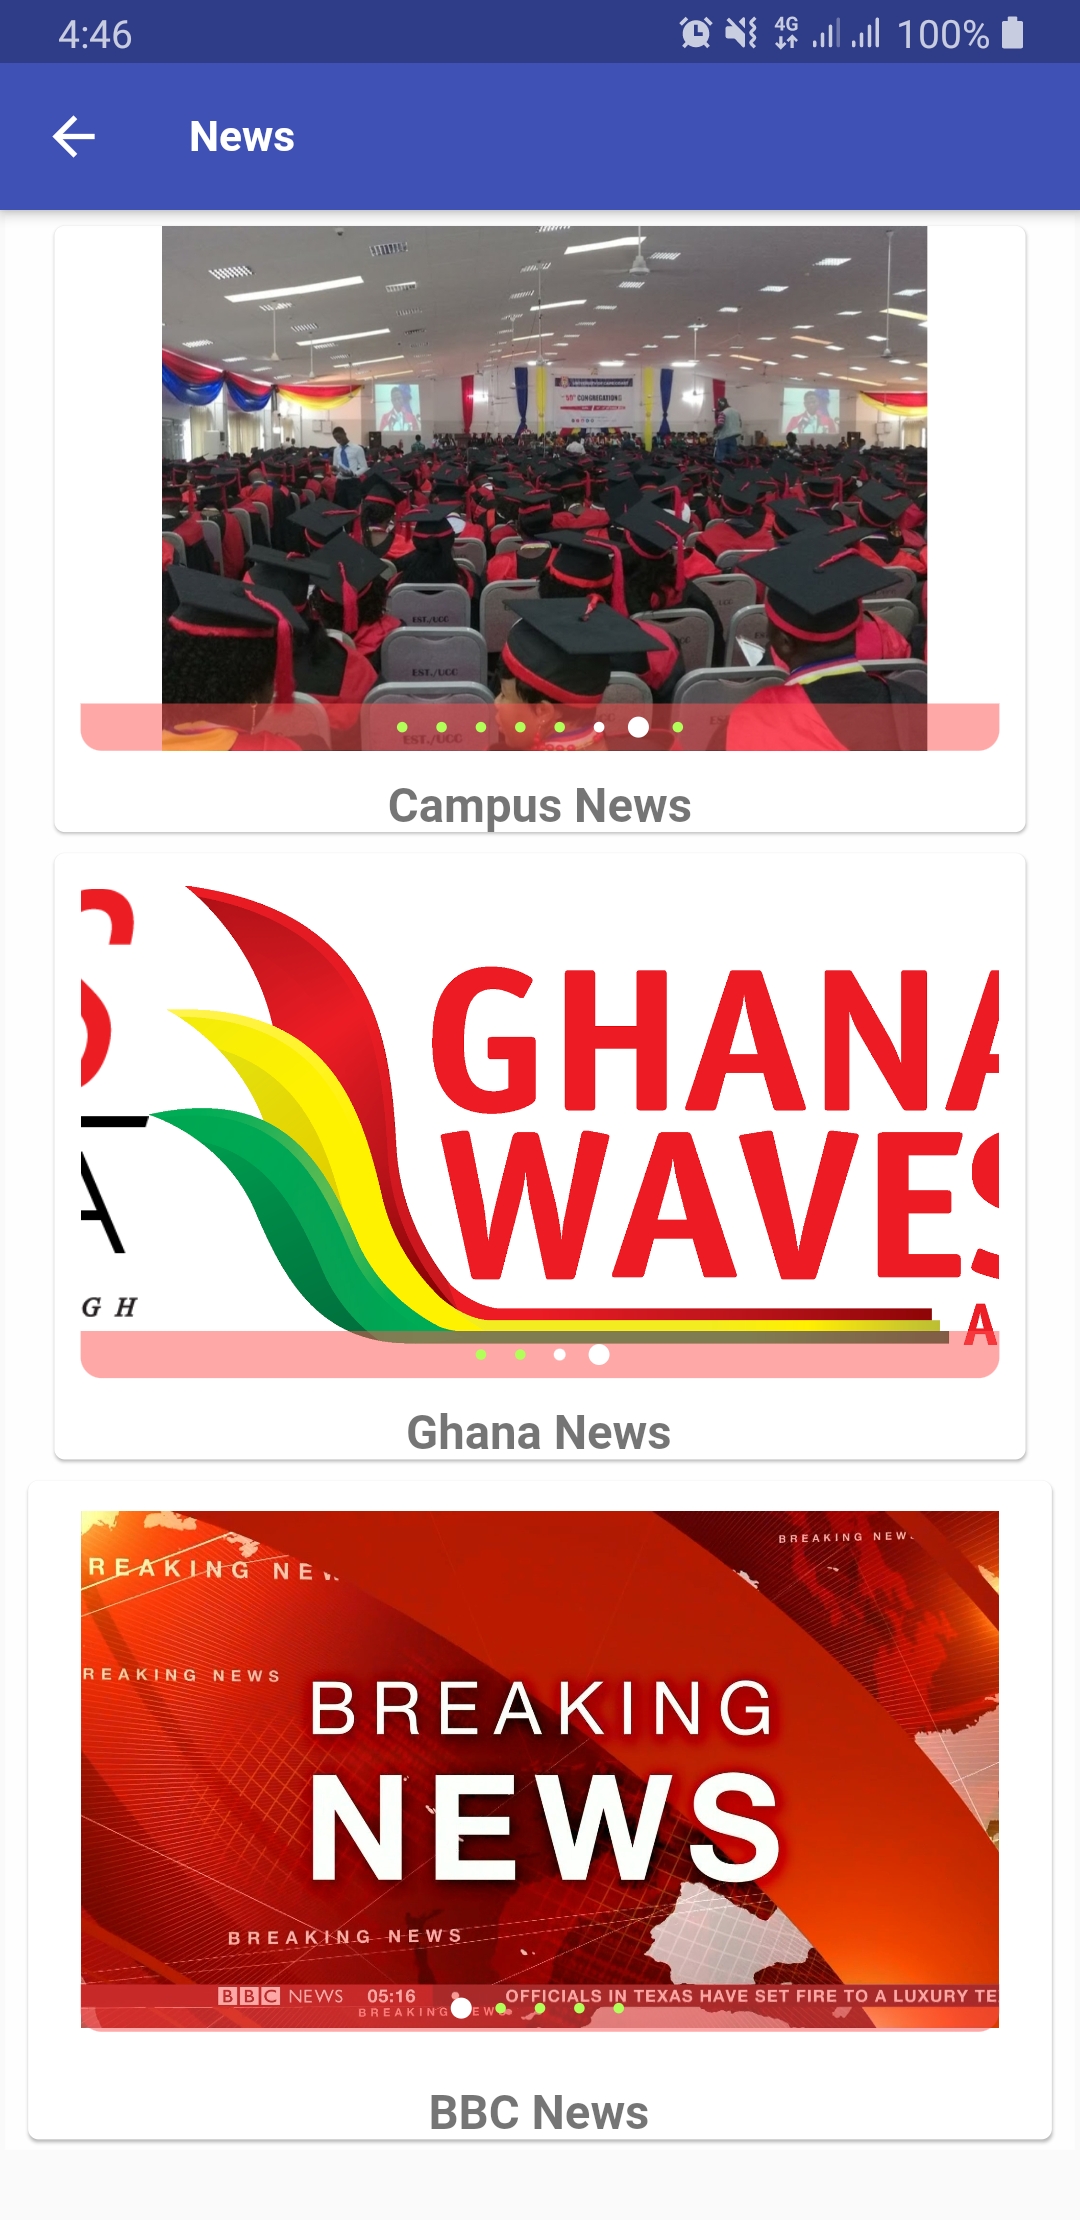 4:46
4G
100%
News
CONGREGATION
EST./UCC
EST./UCC
EST./UCC
Campus News
S
A
G H
GHANA
WAVES
A
Ghana News
BREAKING NEWS
REAKING NEW
REAKING NEWS
BREAKING
NEWS
BREAKING NEWS
BBC NEWS 05:16 OFFICIALS IN TEXAS HAVE SET FIRE TO A LUXURY TE
BREAKING NEWS
BBC News